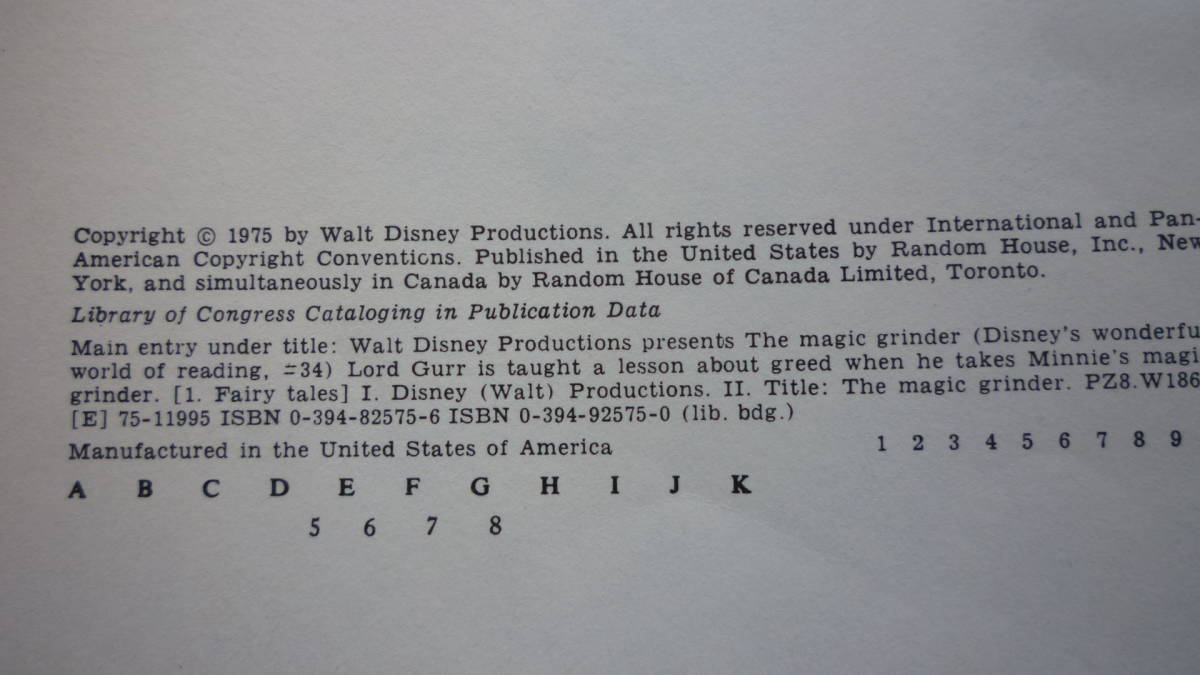 Copyright © 1975 by Walt Disney Productions. All rights reserved under International and Pan-
American Copyright Conventions. Published in the United States by Random House, Inc., New
York, and simultaneously in Canada by Random House of Canada Limited, Toronto.
Library of Congress Cataloging in Publication Data
Main entry under title: Walt Disney Productions presents The magic grinder (Disney's wonderfu
world of reading, #34) Lord Gurr is taught a lesson about greed when he takes Minnie's magi
grinder. [1. Fairy tales] I. Disney (Walt) Productions. II. Title: The magic grinder. PZ8.W186
[E] 75-11995 ISBN 0-394-82575-6 ISBN 0-394-92575-0 (lib. bdg.)
Manufactured in the United States of America 1 2 3 4 5 6 7 8 9
A B C D E F G H I J K
5 6 7 8